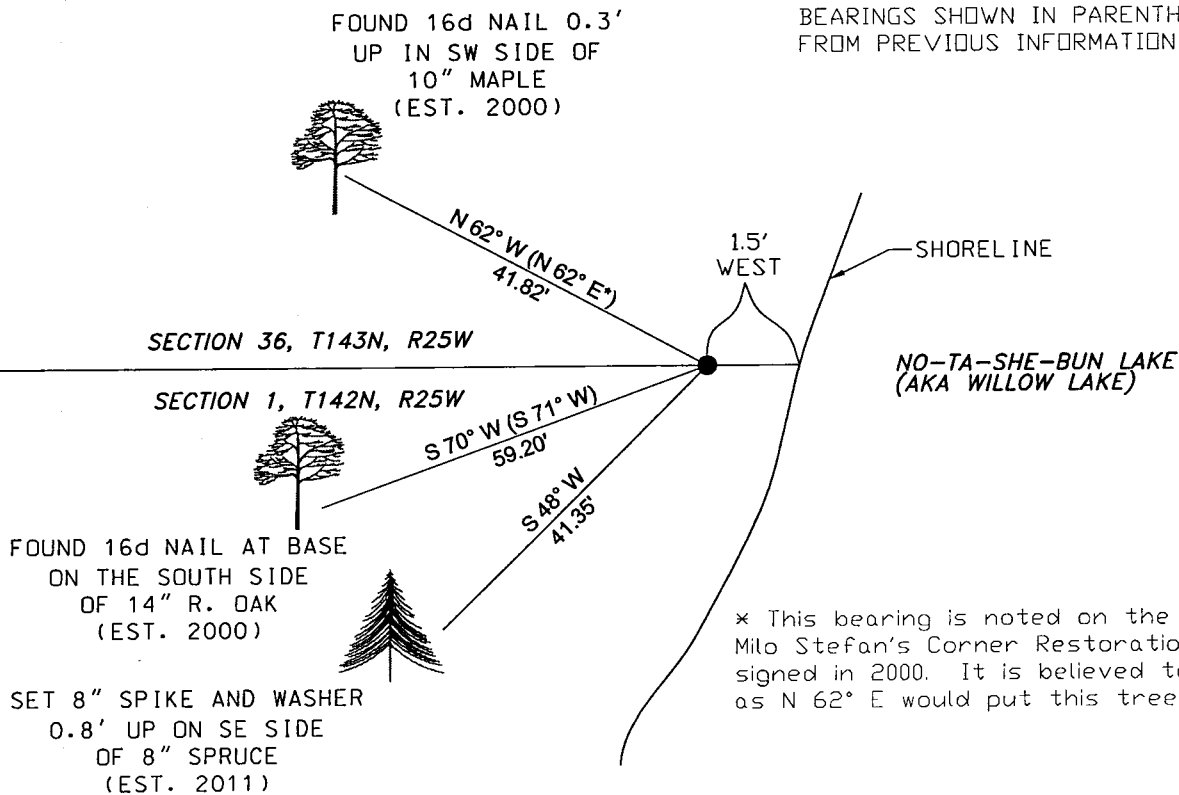 FOUND 16d NAIL 0.3'
UP IN SW SIDE OF
10" MAPLE
(EST. 2000)
BEARINGS SHOWN IN
FROM PREVIOUS INFORMATION
N 62° W (N 62° E*)
41.82'
1.5'
WEST
SHORELINE
SECTION 36, T143N, R25W
SECTION 1, T142N, R25W
NO-TA-SHE-BUN LAKE
(AKA WILLOW LAKE)
S 70° W (S 71° W)
59.20'
S 48° W
41.35'
FOUND 16d NAIL AT BASE
ON THE SOUTH SIDE
OF 14" R. OAK
(EST. 2000)
SET 8" SPIKE AND WASHER
0.8' UP ON SE SIDE
OF 8" SPRUCE
(EST. 2011)
* This bearing is noted on the
Milo Stefan's Corner
signed in 2000. It is believed
as N 62° E would put this tree